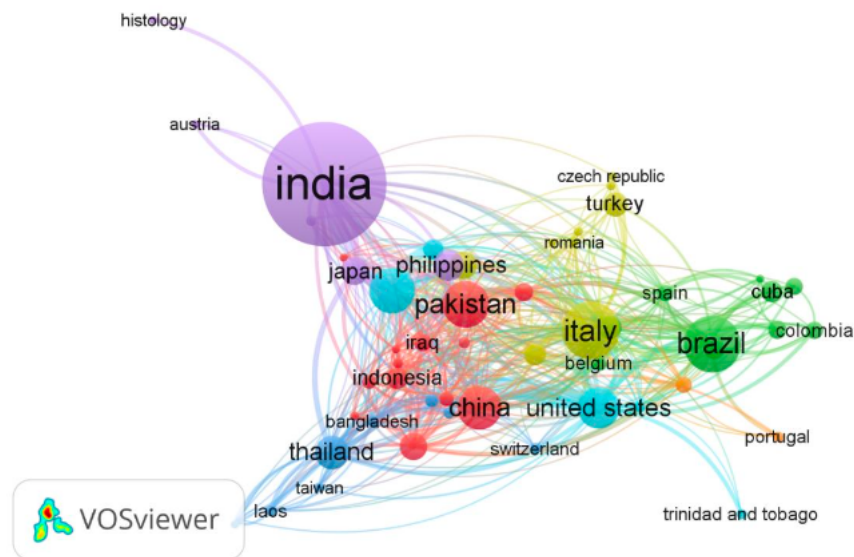 histology
austria
india
czech republic
turkey
romania
japan
philippines
spain
cuba
pakistan
italy
brazil
colombia
iraq
belgium
indonesia
china
united states
bangladesh
portugal
thailand
switzerland
taiwan
laos
trinidad and tobago
VOSviewer